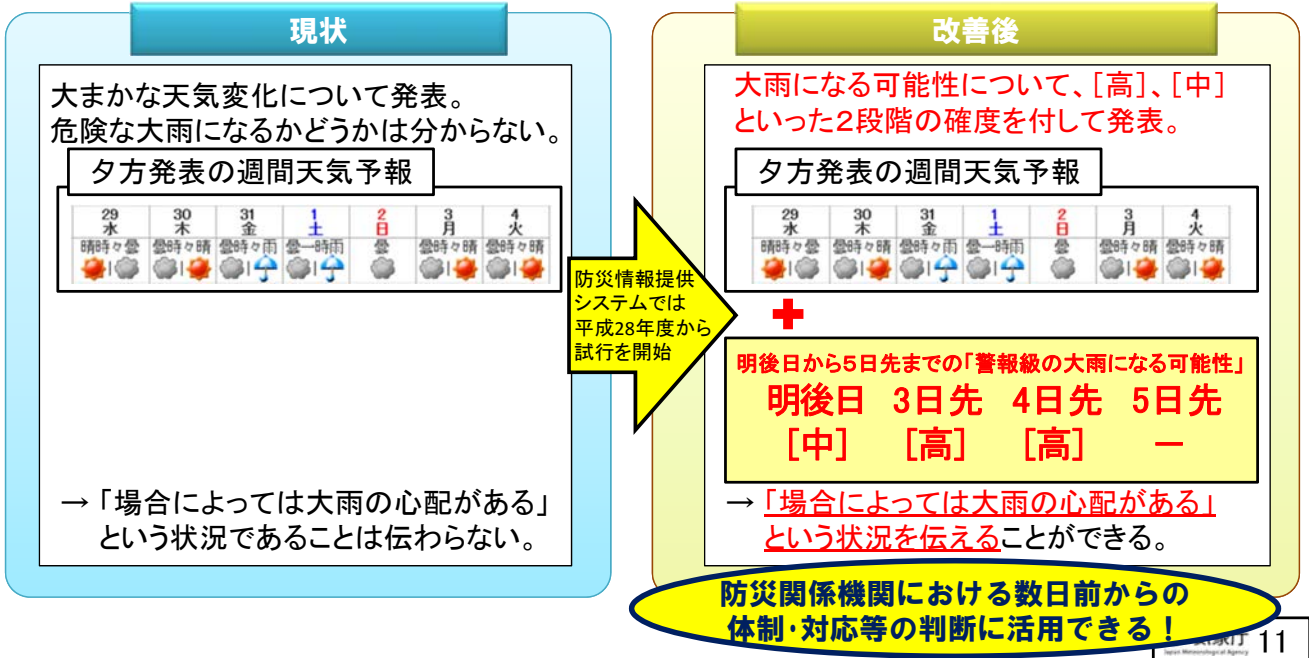 現状
大まかな天気変化について発表。
危険な大雨になるかどうかは分からない。
夕方発表の週間天気予報
29 30 31 1 2 3 4
水 木 金 土 日 月 火
晴時々曇 曇時々晴 曇時々雨 曇一時雨 曇 曇時々晴 曇時々晴
→「場合によっては大雨の心配がある」
という状況であることは伝わらない。
防災情報提供
システムでは
平成28年度から
試行を開始
改善後
大雨になる可能性について、[高]、[中]
といった2段階の確度を付して発表。
夕方発表の週間天気予報
29 30 31 1 2 3 4
水 木 金 土 日 月 火
晴時々曇 曇時々晴 曇時々雨 曇一時雨 曇 曇時々晴 曇時々晴
+
明後日から5日先までの「警報級の大雨になる可能性」
明後日 3日先 4日先 5日先
[中] [高] [高] ー
→「場合によっては大雨の心配がある」
という状況を伝えることができる。
防災関係機関における数日前からの
体制・対応等の判断に活用できる！
Japan Meteorological Agency
11